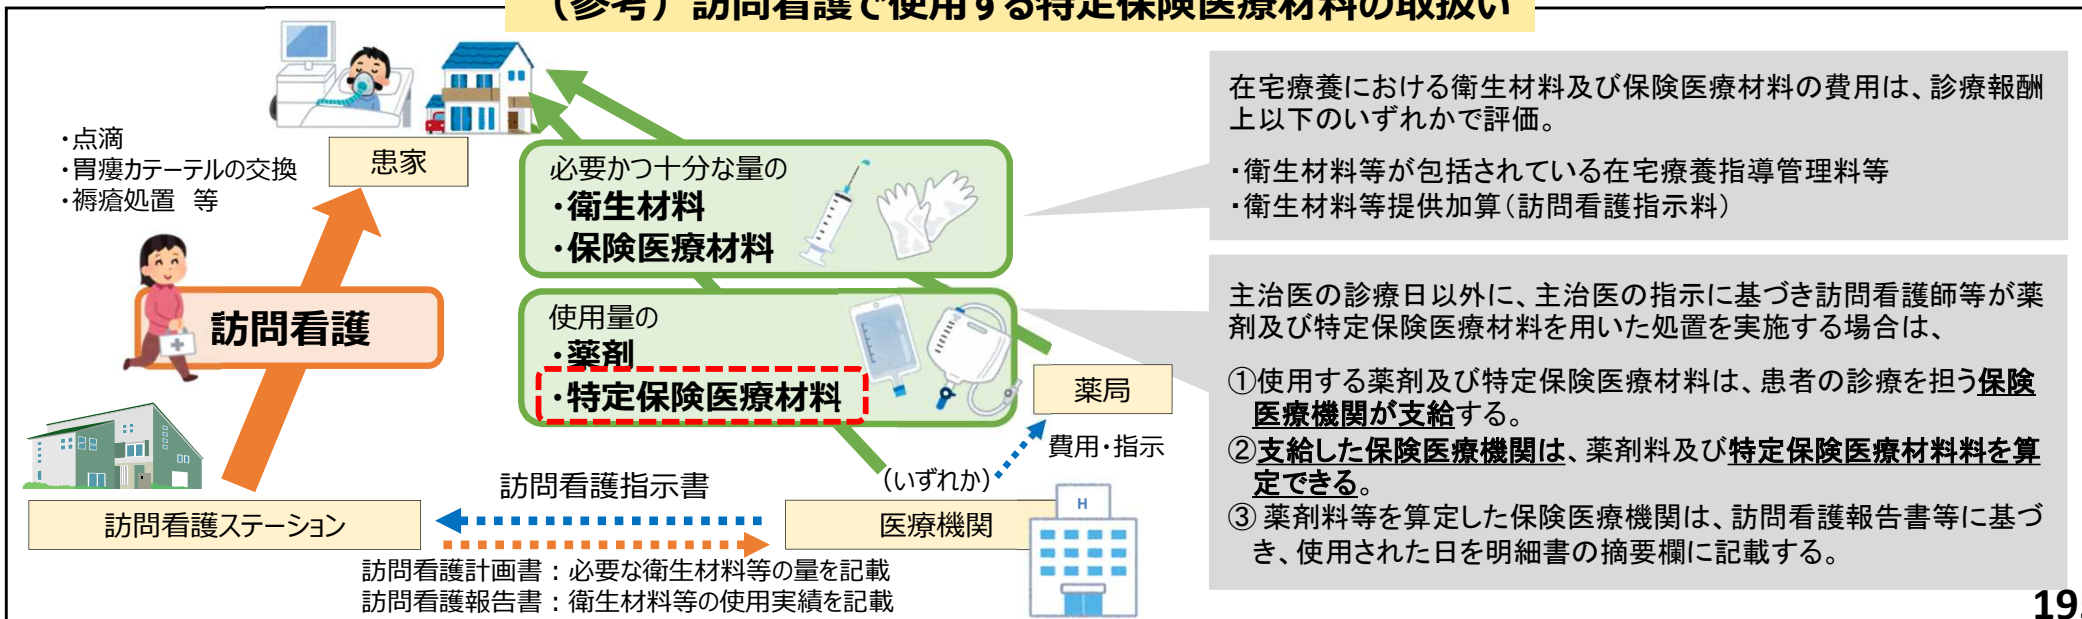 （参考）訪問看護で使用する特定保険医療材料の取扱い
・点滴
・胃瘻カテーテルの交換
・褥瘡処置　等
患家
訪問看護
訪問看護ステーション
必要かつ十分な量の
・衛生材料
・保険医療材料
使用量の
・薬剤
・特定保険医療材料
薬局
費用・指示
（いずれか）
訪問看護指示書
医療機関
H
訪問看護計画書：必要な衛生材料等の量を記載
訪問看護報告書：衛生材料等の使用実績を記載
在宅療養における衛生材料及び保険医療材料の費用は、診療報酬
上以下のいずれかで評価。
・衛生材料等が包括されている在宅療養指導管理料等
・衛生材料等提供加算（訪問看護指示料）
主治医の診療日以外に、主治医の指示に基づき訪問看護師等が薬
剤及び特定保険医療材料を用いた処置を実施する場合は、
①使用する薬剤及び特定保険医療材料は、患者の診療を担う保険
医療機関が支給する。
②支給した保険医療機関は、薬剤料及び特定保険医療材料料を算
定できる。
③ 薬剤料等を算定した保険医療機関は、訪問看護報告書等に基づ
き、使用された日を明細書の摘要欄に記載する。
19